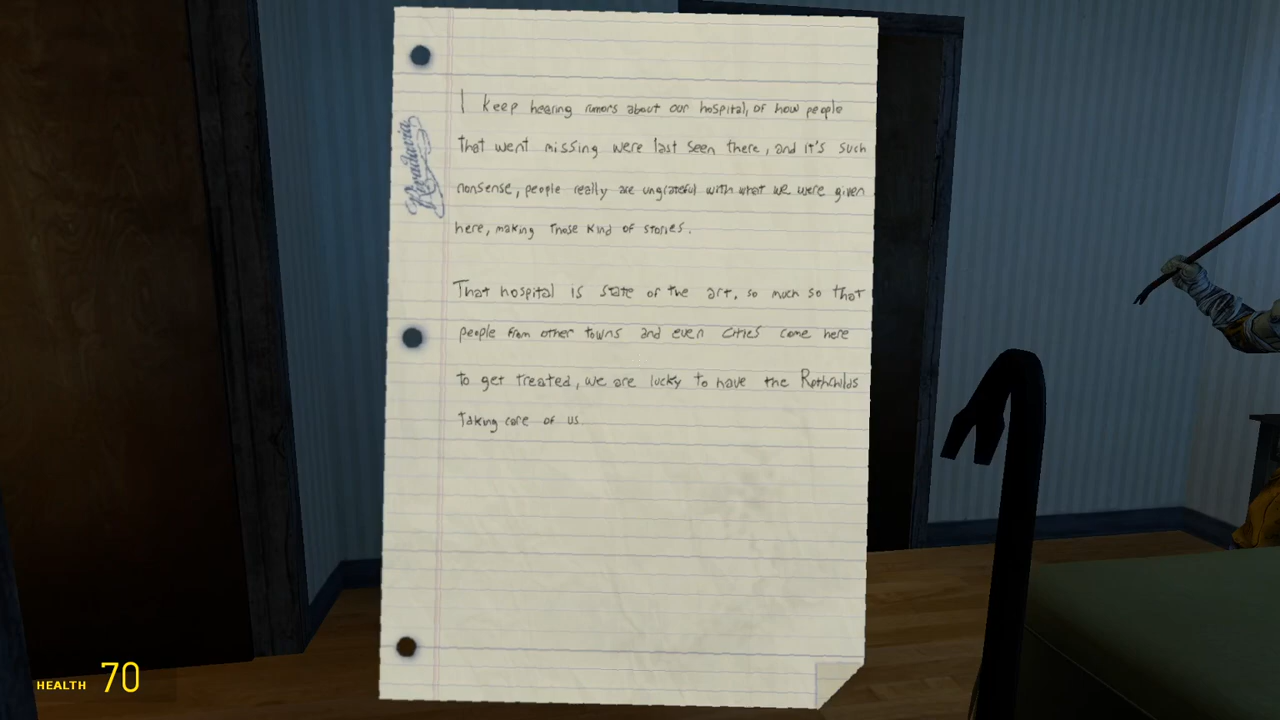 I keep hearing rumors about our hospital, of how people
that went missing were last seen there, and it's such
nonsense, people really are ungrateful with what we were given
here, making those kind of stories.
That hospital is state of the art, so much so that
people from other towns and even cities come here
to get treated, we are lucky to have the Rothchilds
taking care of us.
Rivadavia
HEALTH 70